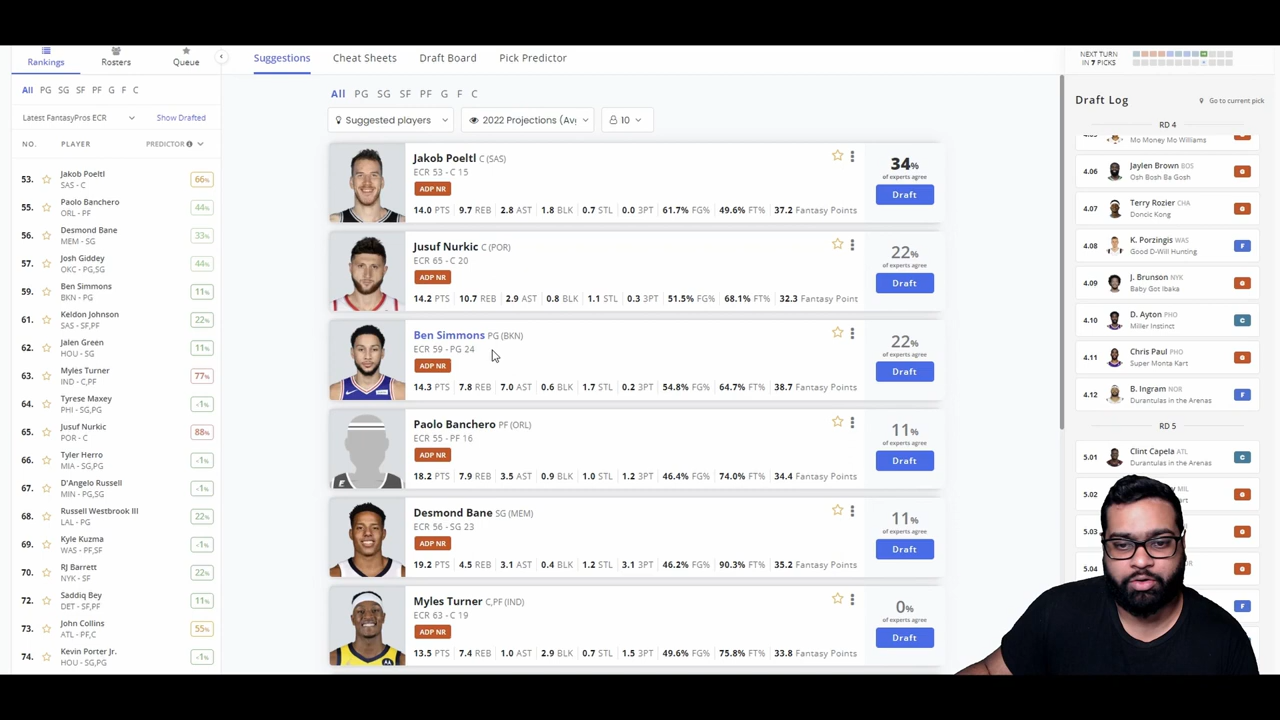 Rankings
Rosters
Queue
All PG SG SF PF G F C
Latest FantasyPros ECR
Show Drafted
NO. PLAYER PREDICTOR
53. Jakob Poeltl 66%
SAS - C
55. Paolo Banchero 44%
ORL - PF
56. Desmond Bane 33%
MEM - SG
57. Josh Giddey 44%
OKC - PG,SG
59. Ben Simmons 11%
BKN - PG
61. Keldon Johnson 22%
SAS - SF,PF
62. Jalen Green 11%
HOU - SG
63. Myles Turner 77%
IND - C,PF
64. Tyrese Maxey <1%
PHI - SG,PG
65. Jusuf Nurkic 88%
POR - C
66. Tyler Herro <1%
MIA - SG,PG
67. D'Angelo Russell <1%
MIN - PG,SG
68. Russell Westbrook III 22%
LAL - PG
69. Kyle Kuzma <1%
WAS - PF,SF
70. RJ Barrett 22%
NYK - SF
72. Saddiq Bey 11%
DET - SF,PF
73. John Collins 55%
ATL - PF,C
74. Kevin Porter Jr. <1%
HOU - SG,PG
Suggestions
Cheat Sheets
Draft Board
Pick Predictor
All PG SG SF PF G F C
Suggested players
2022 Projections (Av
10
Jakob Poeltl C (SAS)
ECR 53 - C 15
ADP NR
14.0 PTS 9.7 REB 2.8 AST 1.8 BLK 0.7 STL 0.0 3PT 61.7% FG% 49.6% FT% 37.2 Fantasy Points
34%
of experts agree
Draft
Jusuf Nurkic C (POR)
ECR 65 - C 20
ADP NR
14.2 PTS 10.7 REB 2.9 AST 0.8 BLK 1.1 STL 0.3 3PT 51.5% FG% 68.1% FT% 32.3 Fantasy Point
22%
of experts agree
Draft
Ben Simmons PG (BKN)
ECR 59 - PG 24
ADP NR
14.3 PTS 7.8 REB 7.0 AST 0.6 BLK 1.7 STL 0.2 3PT 54.8% FG% 64.7% FT% 38.7 Fantasy Points
22%
of experts agree
Draft
Paolo Banchero PF (ORL)
ECR 55 - PF 16
ADP NR
18.2 PTS 7.9 REB 3.5 AST 0.9 BLK 1.0 STL 1.2 3PT 46.4% FG% 74.0% FT% 34.4 Fantasy Points
11%
of experts agree
Draft
Desmond Bane SG (MEM)
ECR 56 - SG 23
ADP NR
19.2 PTS 4.5 REB 3.1 AST 0.4 BLK 1.2 STL 3.1 3PT 46.2% FG% 90.3% FT% 35.2 Fantasy Points
11%
of experts agree
Draft
Myles Turner C,PF (IND)
ECR 63 - C 19
ADP NR
13.5 PTS 7.4 REB 1.0 AST 2.9 BLK 0.7 STL 1.5 3PT 49.6% FG% 75.8% FT% 33.8 Fantasy Points
0%
of experts agree
Draft
NEXT TURN
IN 7 PICKS
Draft Log
Go to current pick
RD 4
Mo Money Mo Williams
4.06 Jaylen Brown BOS G
Osh Bosh Ba Gosh
4.07 Terry Rozier CHA G
Doncic Kong
4.08 K. Porzingis WAS F
Good D-Will Hunting
4.09 J. Brunson NYK G
Baby Got Ibaka
4.10 D. Ayton PHO C
Miller Instinct
4.11 Chris Paul PHO G
Super Monta Kart
4.12 B. Ingram NOR F
Durantulas in the Arenas
RD 5
5.01 Clint Capela ATL C
Durantulas in the Arenas
5.02 MIL G
art
5.03 G
5.04 G
F